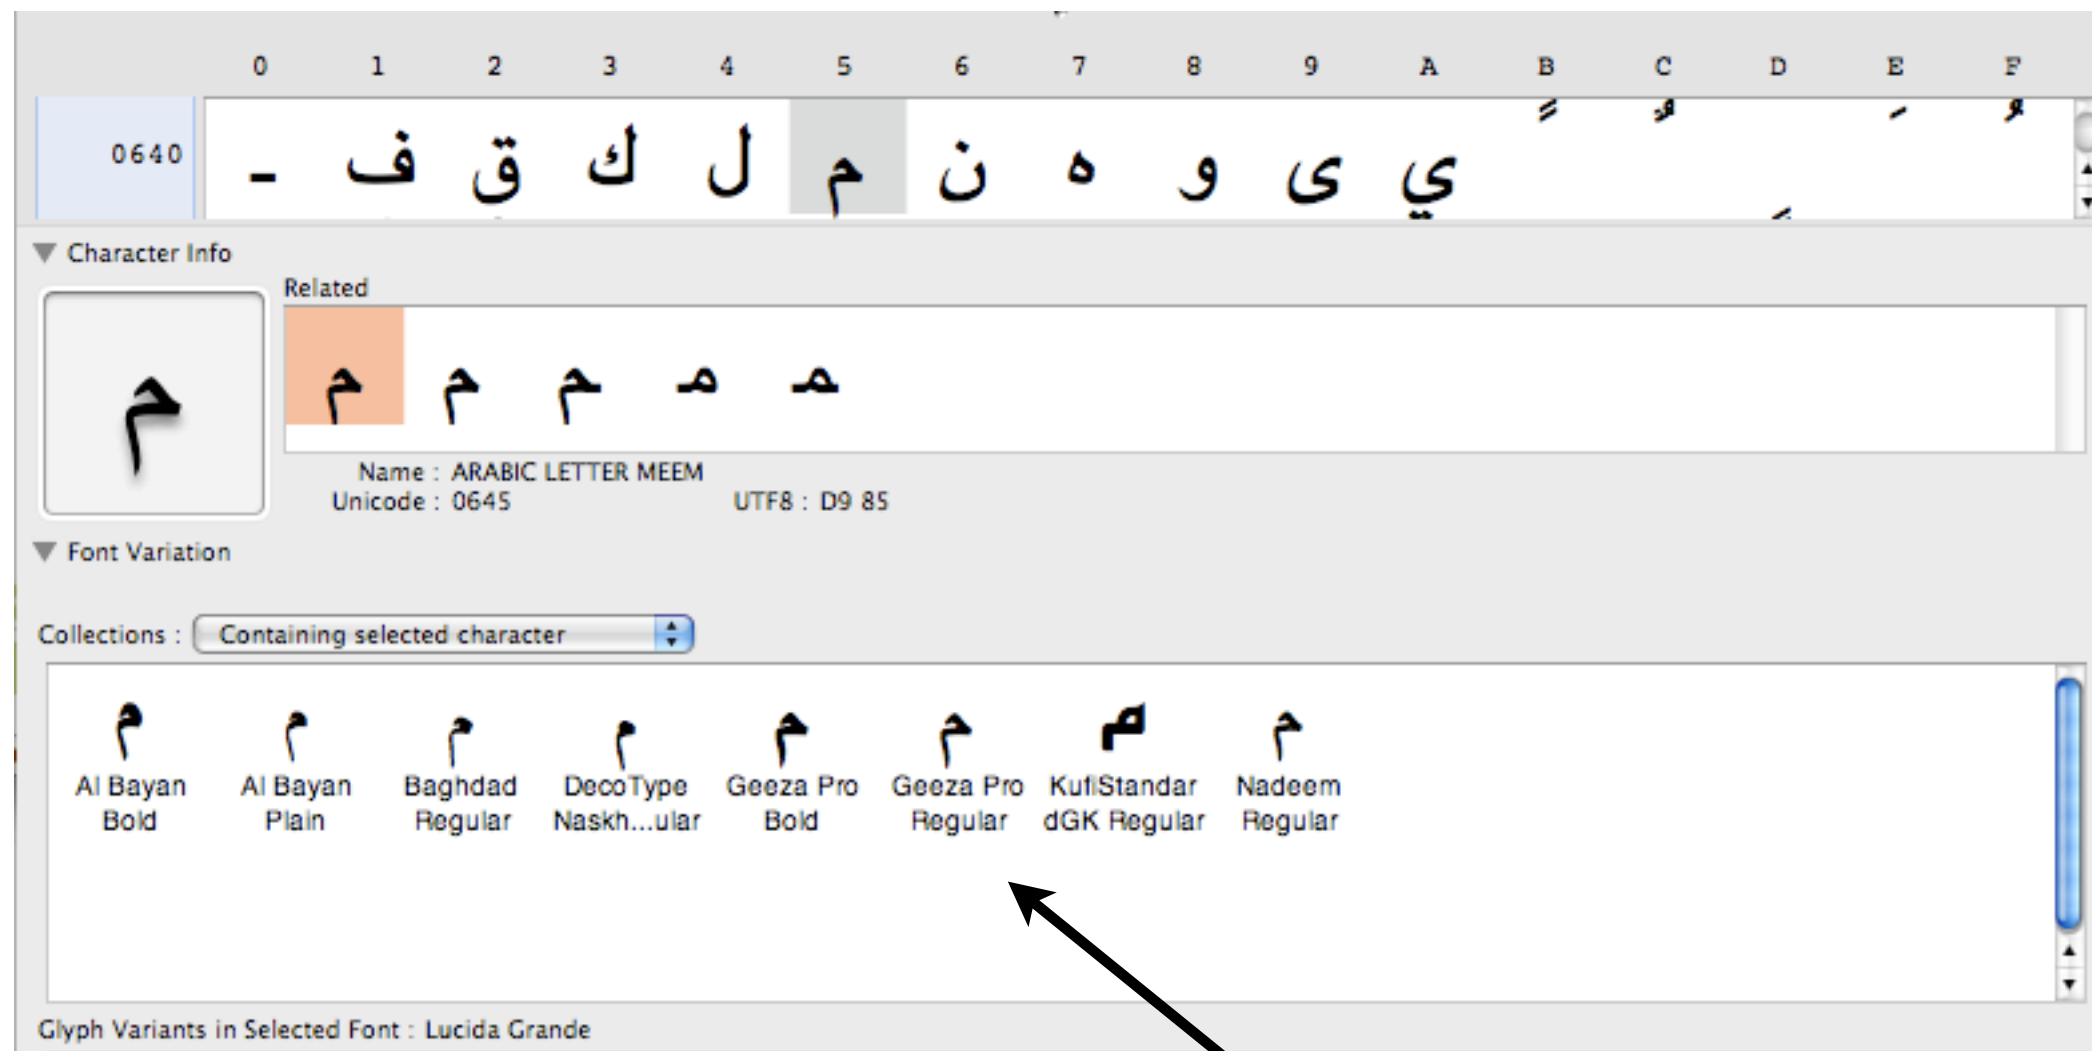 0 1 2 3 4 5 6 7 8 9 A B C D E F
0640 ـ ف ق ك ل م ن ه و ى ي ً ٌ ٍ َ ُ
Character Info
Related
م م ﻢ ﻣ ﻤ
م
Name : ARABIC LETTER MEEM
Unicode : 0645 UTF8 : D9 85
Font Variation
Collections : Containing selected character
م م م م م م م م
Al Bayan Al Bayan Baghdad DecoType Geeza Pro Geeza Pro KufiStandar Nadeem
Bold Plain Regular Naskh...ular Bold Regular dGK Regular Regular
Glyph Variants in Selected Font : Lucida Grande